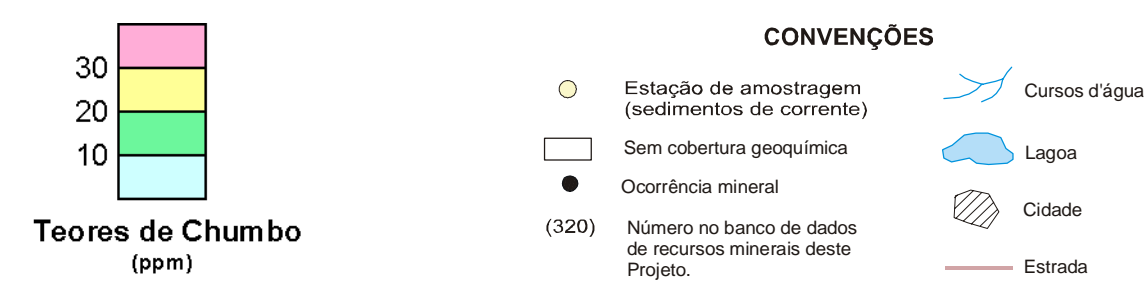 30
20
10
Teores de Chumbo
(ppm)
CONVENÇÕES
Estação de amostragem
(sedimentos de corrente)
Sem cobertura geoquímica
Ocorrência mineral
(320)
Número no banco de dados
de recursos minerais deste
Projeto.
Cursos d'água
Lagoa
Cidade
Estrada